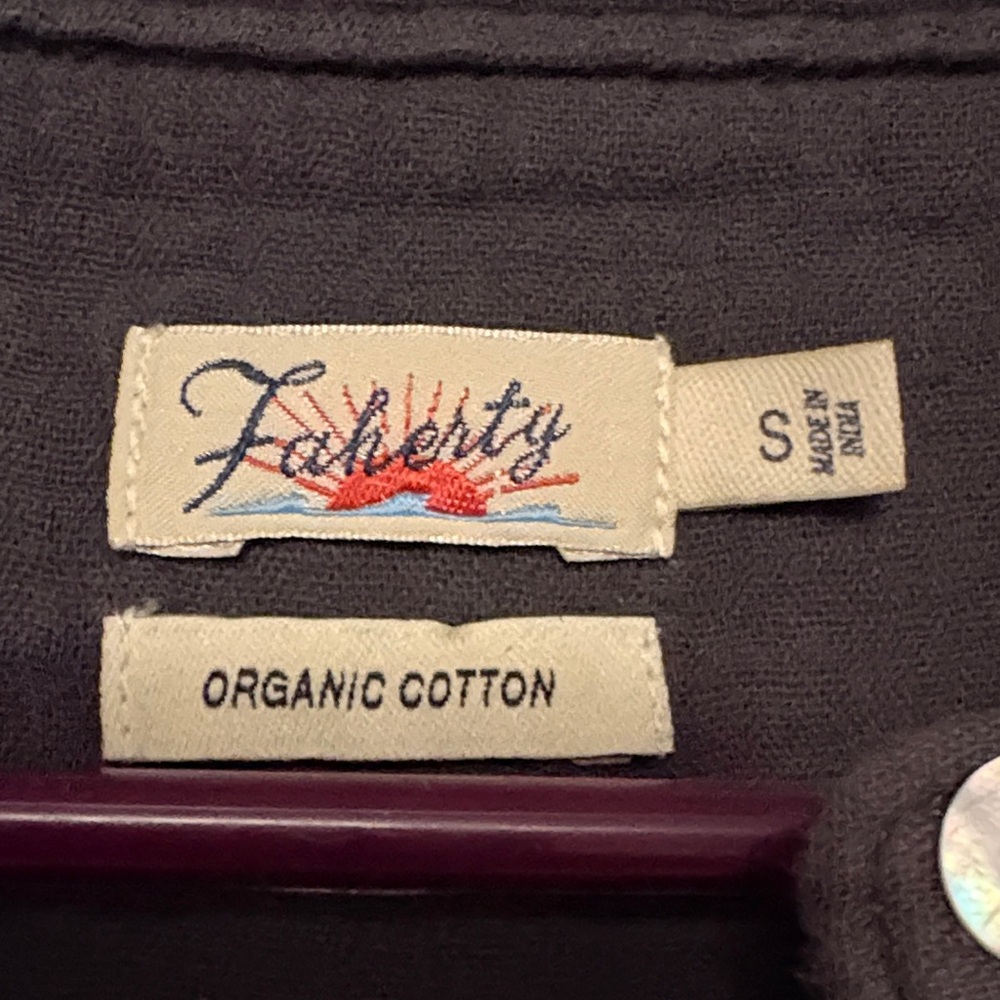 Faherty
S
MADE IN
INDIA
ORGANIC COTTON